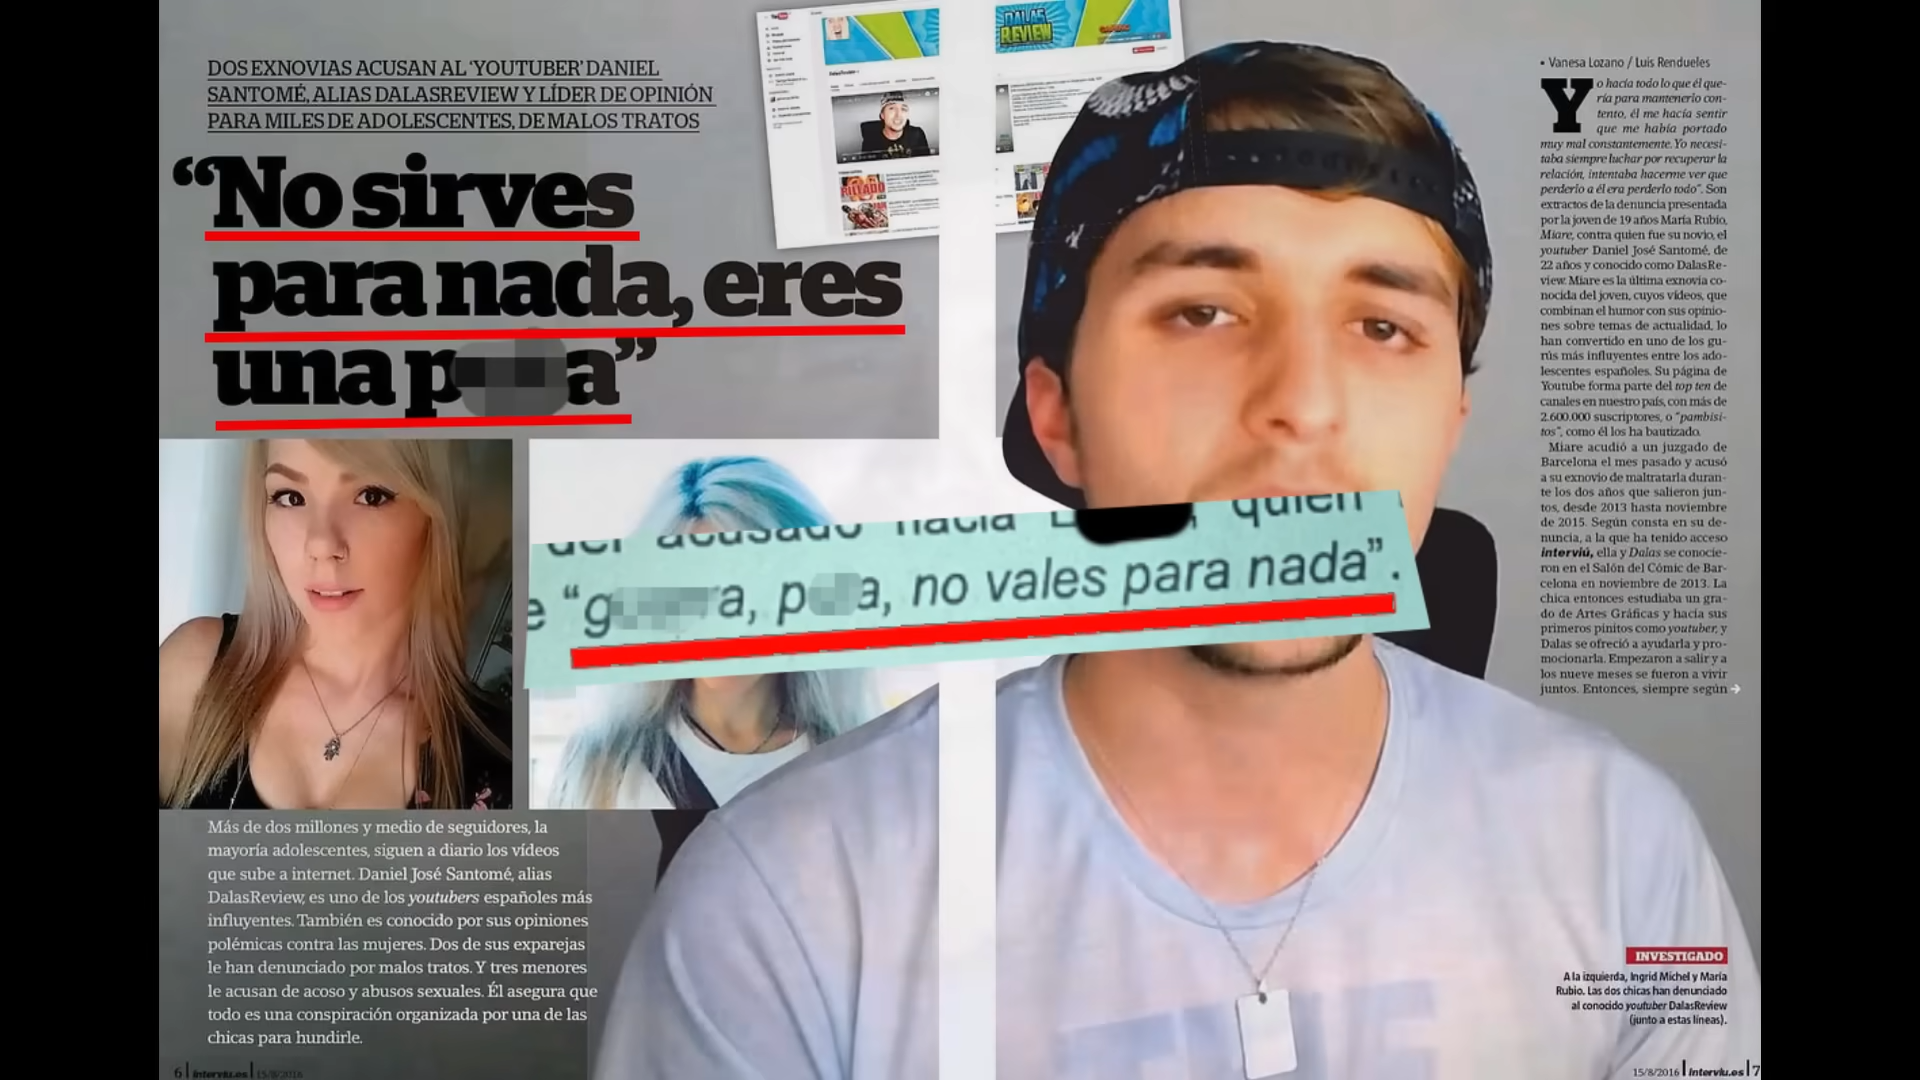 DOS EXNOVIAS ACUSAN AL ‘YOUTUBER’ DANIEL
SANTOMÉ, ALIAS DALASREVIEW Y LÍDER DE OPINIÓN
PARA MILES DE ADOLESCENTES, DE MALOS TRATOS
“No sirves
para nada, eres
una p a”
DALAS
REVIEW
del acusado hacia quien
e “g a, p a, no vales para nada”.
Más de dos millones y medio de seguidores, la
mayoría adolescentes, siguen a diario los vídeos
que sube a internet. Daniel José Santomé, alias
DalasReview, es uno de los youtubers españoles más
influyentes. También es conocido por sus opiniones
polémicas contra las mujeres. Dos de sus exparejas
le han denunciado por malos tratos. Y tres menores
le acusan de acoso y abusos sexuales. Él asegura que
todo es una conspiración organizada por una de las
chicas para hundirle.
6 | interviu.es | 15/8/2016
• Vanesa Lozano / Luis Rendueles
Yo hacía todo lo que él que-
ría para mantenerlo con-
tento, él me hacía sentir
que me había portado
muy mal constantemente. Yo necesi-
taba siempre luchar por recuperar la
relación, intentaba hacerme ver que
perderlo a él era perderlo todo”. Son
extractos de la denuncia presentada
por la joven de 19 años María Rubio,
Miare, contra quien fue su novio, el
youtuber Daniel José Santomé, de
22 años y conocido como DalasRe-
view. Miare es la última exnovia co-
nocida del joven, cuyos vídeos, que
combinan el humor con sus opinio-
nes sobre temas de actualidad, lo
han convertido en uno de los gu-
rús más influyentes entre los ado-
lescentes españoles. Su página de
Youtube forma parte del top ten de
canales en nuestro país, con más de
2.600.000 suscriptores, o “pambisi-
tos”, como él los ha bautizado.
Miare acudió a un juzgado de
Barcelona el mes pasado y acusó
a su exnovio de maltratarla duran-
te los dos años que salieron jun-
tos, desde 2013 hasta noviembre
de 2015. Según consta en su de-
nuncia, a la que ha tenido acceso
interviú, ella y Dalas se conocie-
ron en el Salón del Cómic de Bar-
celona en noviembre de 2013. La
chica entonces estudiaba un gra-
do de Artes Gráficas y hacía sus
primeros pinitos como youtuber, y
Dalas se ofreció a ayudarla y pro-
mocionarla. Empezaron a salir y a
los nueve meses se fueron a vivir
juntos. Entonces, siempre según
INVESTIGADO
A la izquierda, Ingrid Michel y María
Rubio. Las dos chicas han denunciado
al conocido youtuber DalasReview
(junto a estas líneas).
15/8/2016 | interviu.es | 7